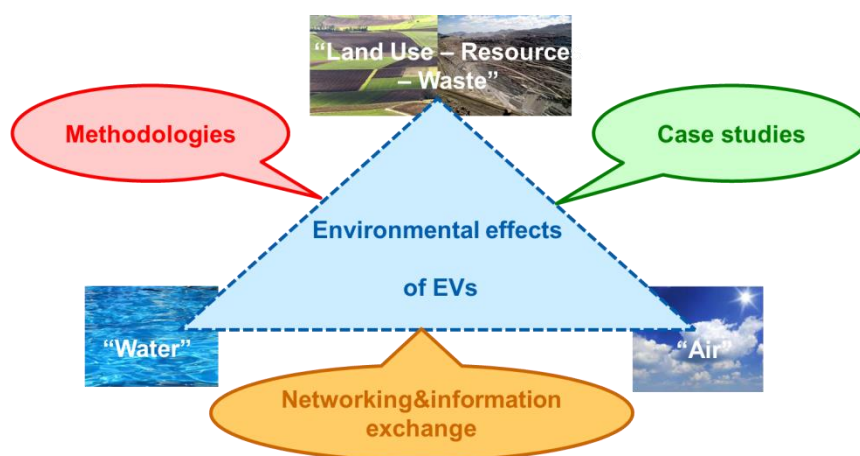 “Land Use – Resources
– Waste”
Methodologies
Case studies
Environmental effects
of EVs
“Water”
“Air”
Networking&information
exchange